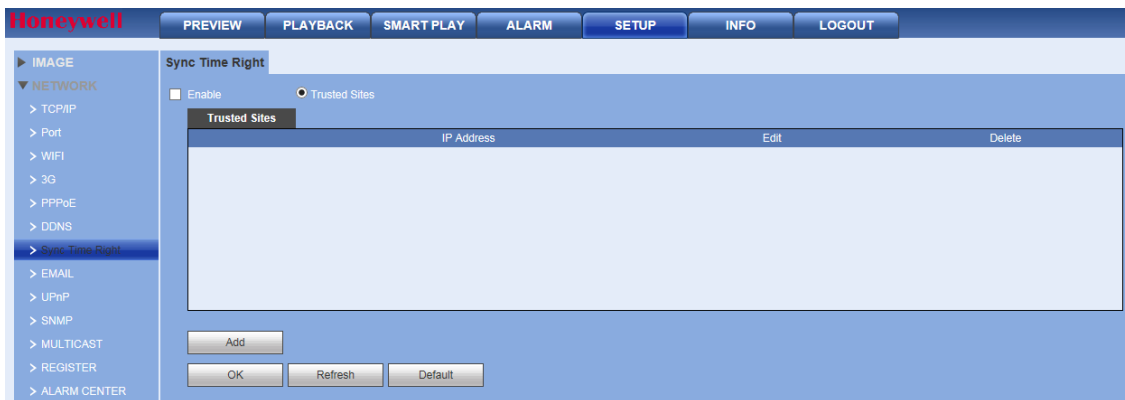 Honeywell PREVIEW PLAYBACK SMART PLAY ALARM SETUP INFO LOGOUT
IMAGE
NETWORK
> TCP/IP
> Port
> WIFI
> 3G
> PPPoE
> DDNS
> Sync Time Right
> EMAIL
> UPnP
> SNMP
> MULTICAST
> REGISTER
> ALARM CENTER
Sync Time Right
Enable Trusted Sites
Trusted Sites
IP Address Edit Delete
Add
OK Refresh Default